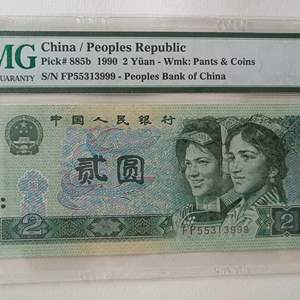 MG
China / Peoples Republic
Pick# 885b 1990 2 Yüan - Wmk: Pants & Coins
GUARANTY
S/N FP55313999 - Peoples Bank of China
中国人民银行
贰圆
2
2
FP55313999